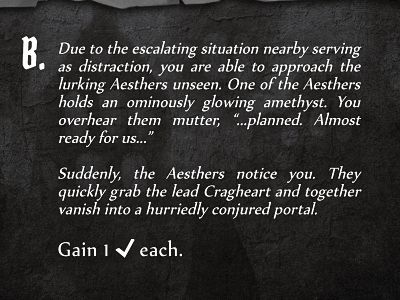 B.
Due to the escalating situation nearby serving
as distraction, you are able to approach the
lurking Aesthers unseen. One of the Aesthers
holds an ominously glowing amethyst. You
overhear them mutter, “...planned. Almost
ready for us...”
Suddenly, the Aesthers notice you. They
quickly grab the lead Cragheart and together
vanish into a hurriedly conjured portal.
Gain 1 ✓ each.